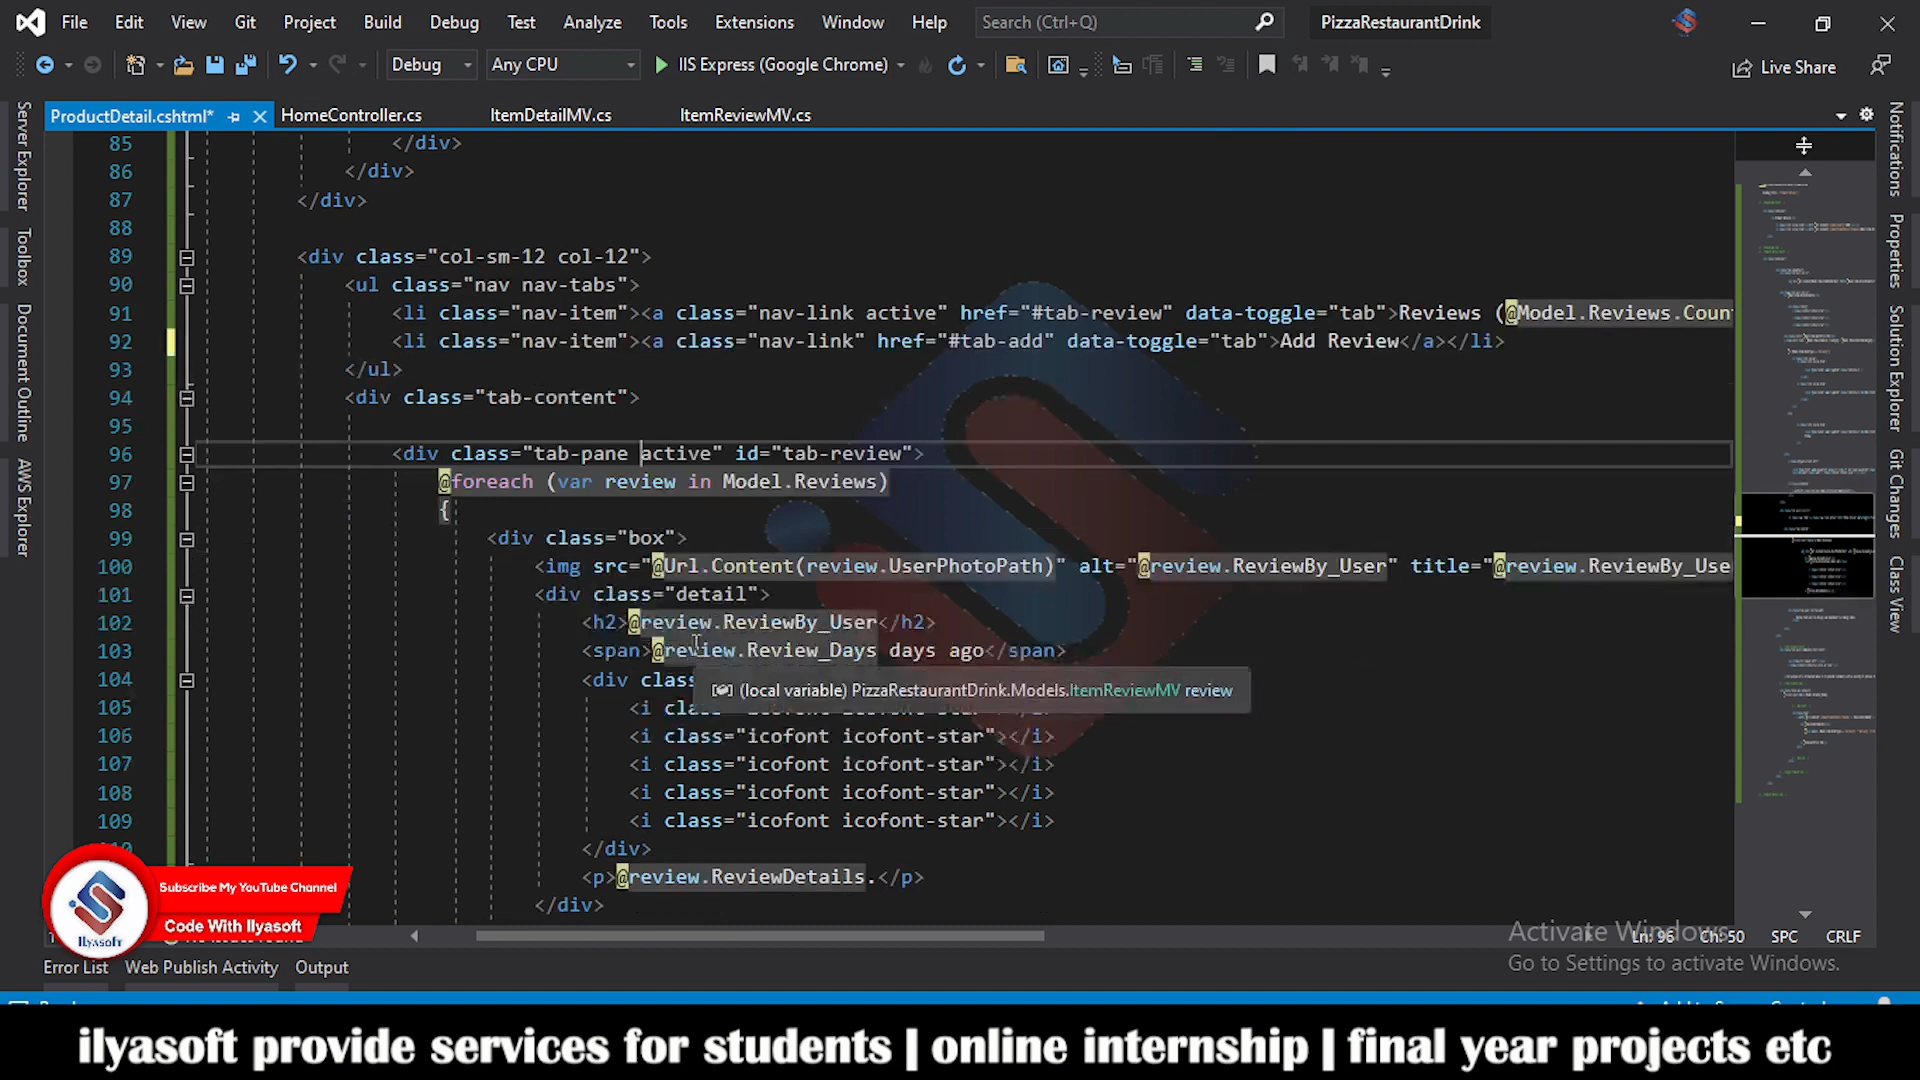 File Edit View Git Project Build Debug Test Analyze Tools Extensions Window Help Search (Ctrl+Q) PizzaRestaurantDrink
Debug Any CPU IIS Express (Google Chrome) Live Share
ProductDetail.cshtml* HomeController.cs ItemDetailMV.cs ItemReviewMV.cs
Server Explorer
Toolbox
Document Outline
AWS Explorer
85 </div>
86 </div>
87 </div>
88
89 <div class="col-sm-12 col-12">
90 <ul class="nav nav-tabs">
91 <li class="nav-item"><a class="nav-link active" href="#tab-review" data-toggle="tab">Reviews (@Model.Reviews.Coun
92 <li class="nav-item"><a class="nav-link" href="#tab-add" data-toggle="tab">Add Review</a></li>
93 </ul>
94 <div class="tab-content">
95
96 <div class="tab-pane active" id="tab-review">
97 @foreach (var review in Model.Reviews)
98 {
99 <div class="box">
100 <img src="@Url.Content(review.UserPhotoPath)" alt="@review.ReviewBy_User" title="@review.ReviewBy_Use
101 <div class="detail">
102 <h2>@review.ReviewBy_User</h2>
103 <span>@review.Review_Days days ago</span>
104 <div clas
(local variable) PizzaRestaurantDrink.Models.ItemReviewMV review
105 <i cla
106 <i class="icofont icofont-star"></i>
107 <i class="icofont icofont-star"></i>
108 <i class="icofont icofont-star"></i>
109 <i class="icofont icofont-star"></i>
</div>
<p>@review.ReviewDetails.</p>
</div>
Notifications
Properties
Solution Explorer
Git Changes
Class View
Subscribe My YouTube Channel
Code With Ilyasoft
Ilyasoft
Ln: 96 Ch: 50 SPC CRLF
Activate Windows
Go to Settings to activate Windows.
Error List Web Publish Activity Output
ilyasoft provide services for students | online internship | final year projects etc